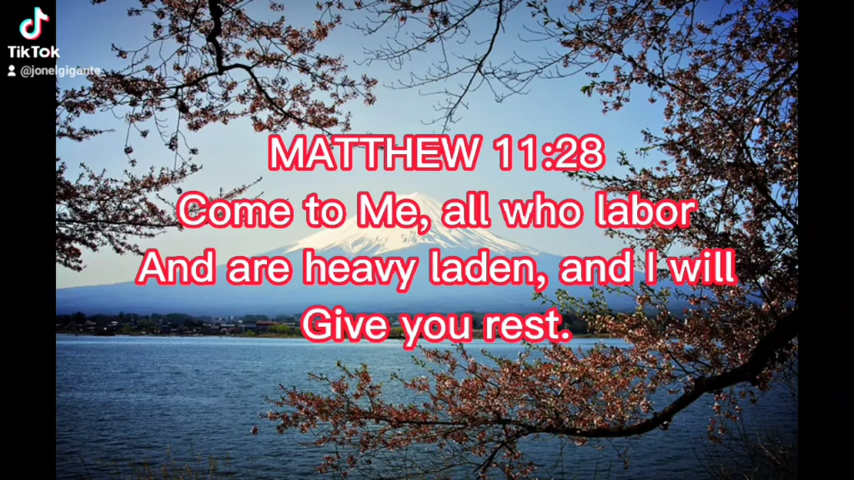 TikTok
@jonelgigante
MATTHEW 11:28
Come to Me, all who labor
And are heavy laden, and I will
Give you rest.